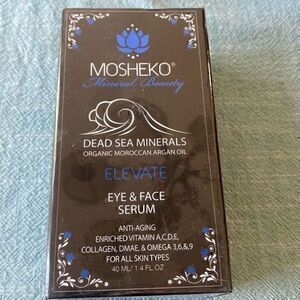 MOSHEKO®
Mineral Beauty
DEAD SEA MINERALS
ORGANIC MOROCCAN ARGAN OIL
ELEVATE
EYE & FACE
SERUM
ANTI-AGING
ENRICHED VITAMIN A,C,D,E,
COLLAGEN, DMAE, & OMEGA 3,6,&9
FOR ALL SKIN TYPES
40 ML/ 1.4 FL.OZ